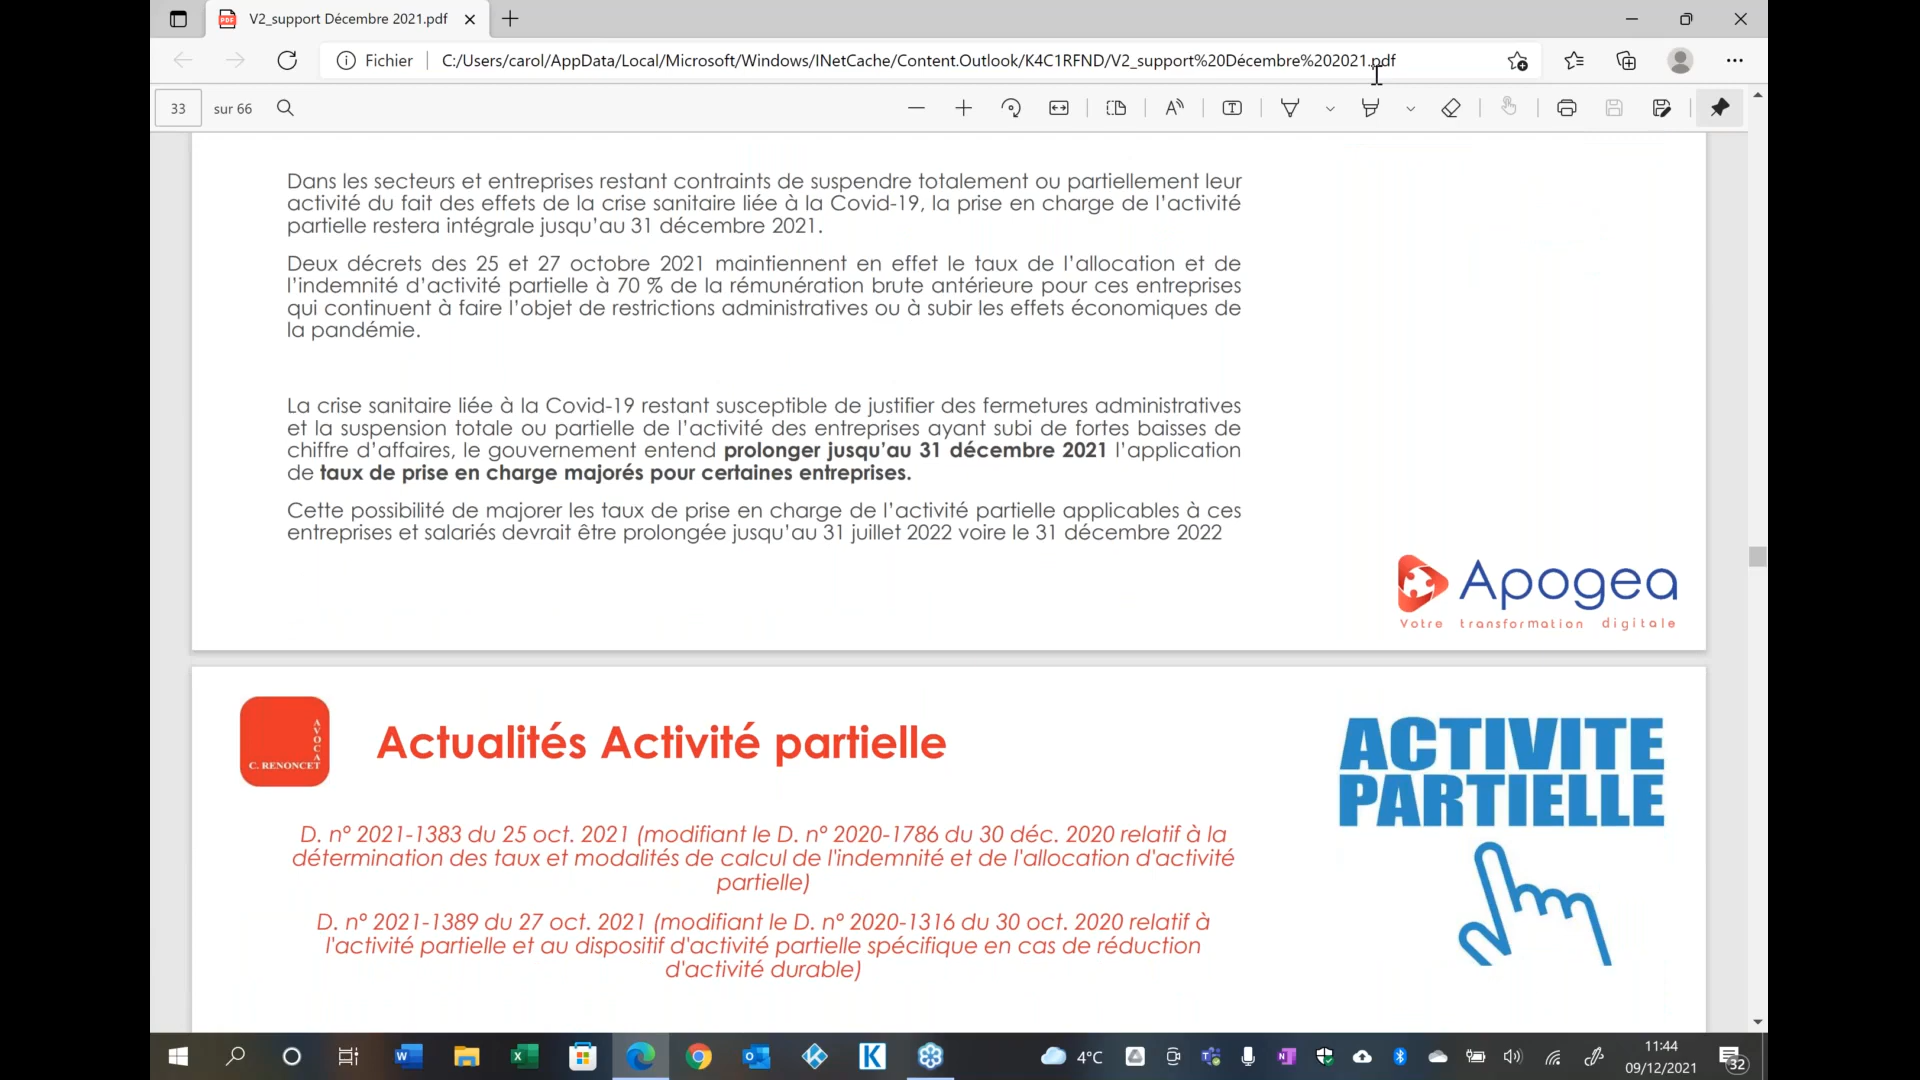 V2_support Décembre 2021.pdf
Fichier
C:/Users/carol/AppData/Local/Microsoft/Windows/INetCache/Content.Outlook/K4C1RFND/V2_support%20Décembre%202021.pdf
33 sur 66
Dans les secteurs et entreprises restant contraints de suspendre totalement ou partiellement leur
activité du fait des effets de la crise sanitaire liée à la Covid-19, la prise en charge de l’activité
partielle restera intégrale jusqu’au 31 décembre 2021.
Deux décrets des 25 et 27 octobre 2021 maintiennent en effet le taux de l’allocation et de
l’indemnité d’activité partielle à 70 % de la rémunération brute antérieure pour ces entreprises
qui continuent à faire l’objet de restrictions administratives ou à subir les effets économiques de
la pandémie.
La crise sanitaire liée à la Covid-19 restant susceptible de justifier des fermetures administratives
et la suspension totale ou partielle de l’activité des entreprises ayant subi de fortes baisses de
chiffre d’affaires, le gouvernement entend prolonger jusqu’au 31 décembre 2021 l’application
de taux de prise en charge majorés pour certaines entreprises.
Cette possibilité de majorer les taux de prise en charge de l’activité partielle applicables à ces
entreprises et salariés devrait être prolongée jusqu’au 31 juillet 2022 voire le 31 décembre 2022
Apogea
Votre transformation digitale
AVOCAT
C. RENONCET
Actualités Activité partielle
ACTIVITE
PARTIELLE
D. nº 2021-1383 du 25 oct. 2021 (modifiant le D. nº 2020-1786 du 30 déc. 2020 relatif à la
détermination des taux et modalités de calcul de l'indemnité et de l'allocation d'activité
partielle)
D. nº 2021-1389 du 27 oct. 2021 (modifiant le D. nº 2020-1316 du 30 oct. 2020 relatif à
l'activité partielle et au dispositif d'activité partielle spécifique en cas de réduction
d'activité durable)
4°C
11:44
09/12/2021
32